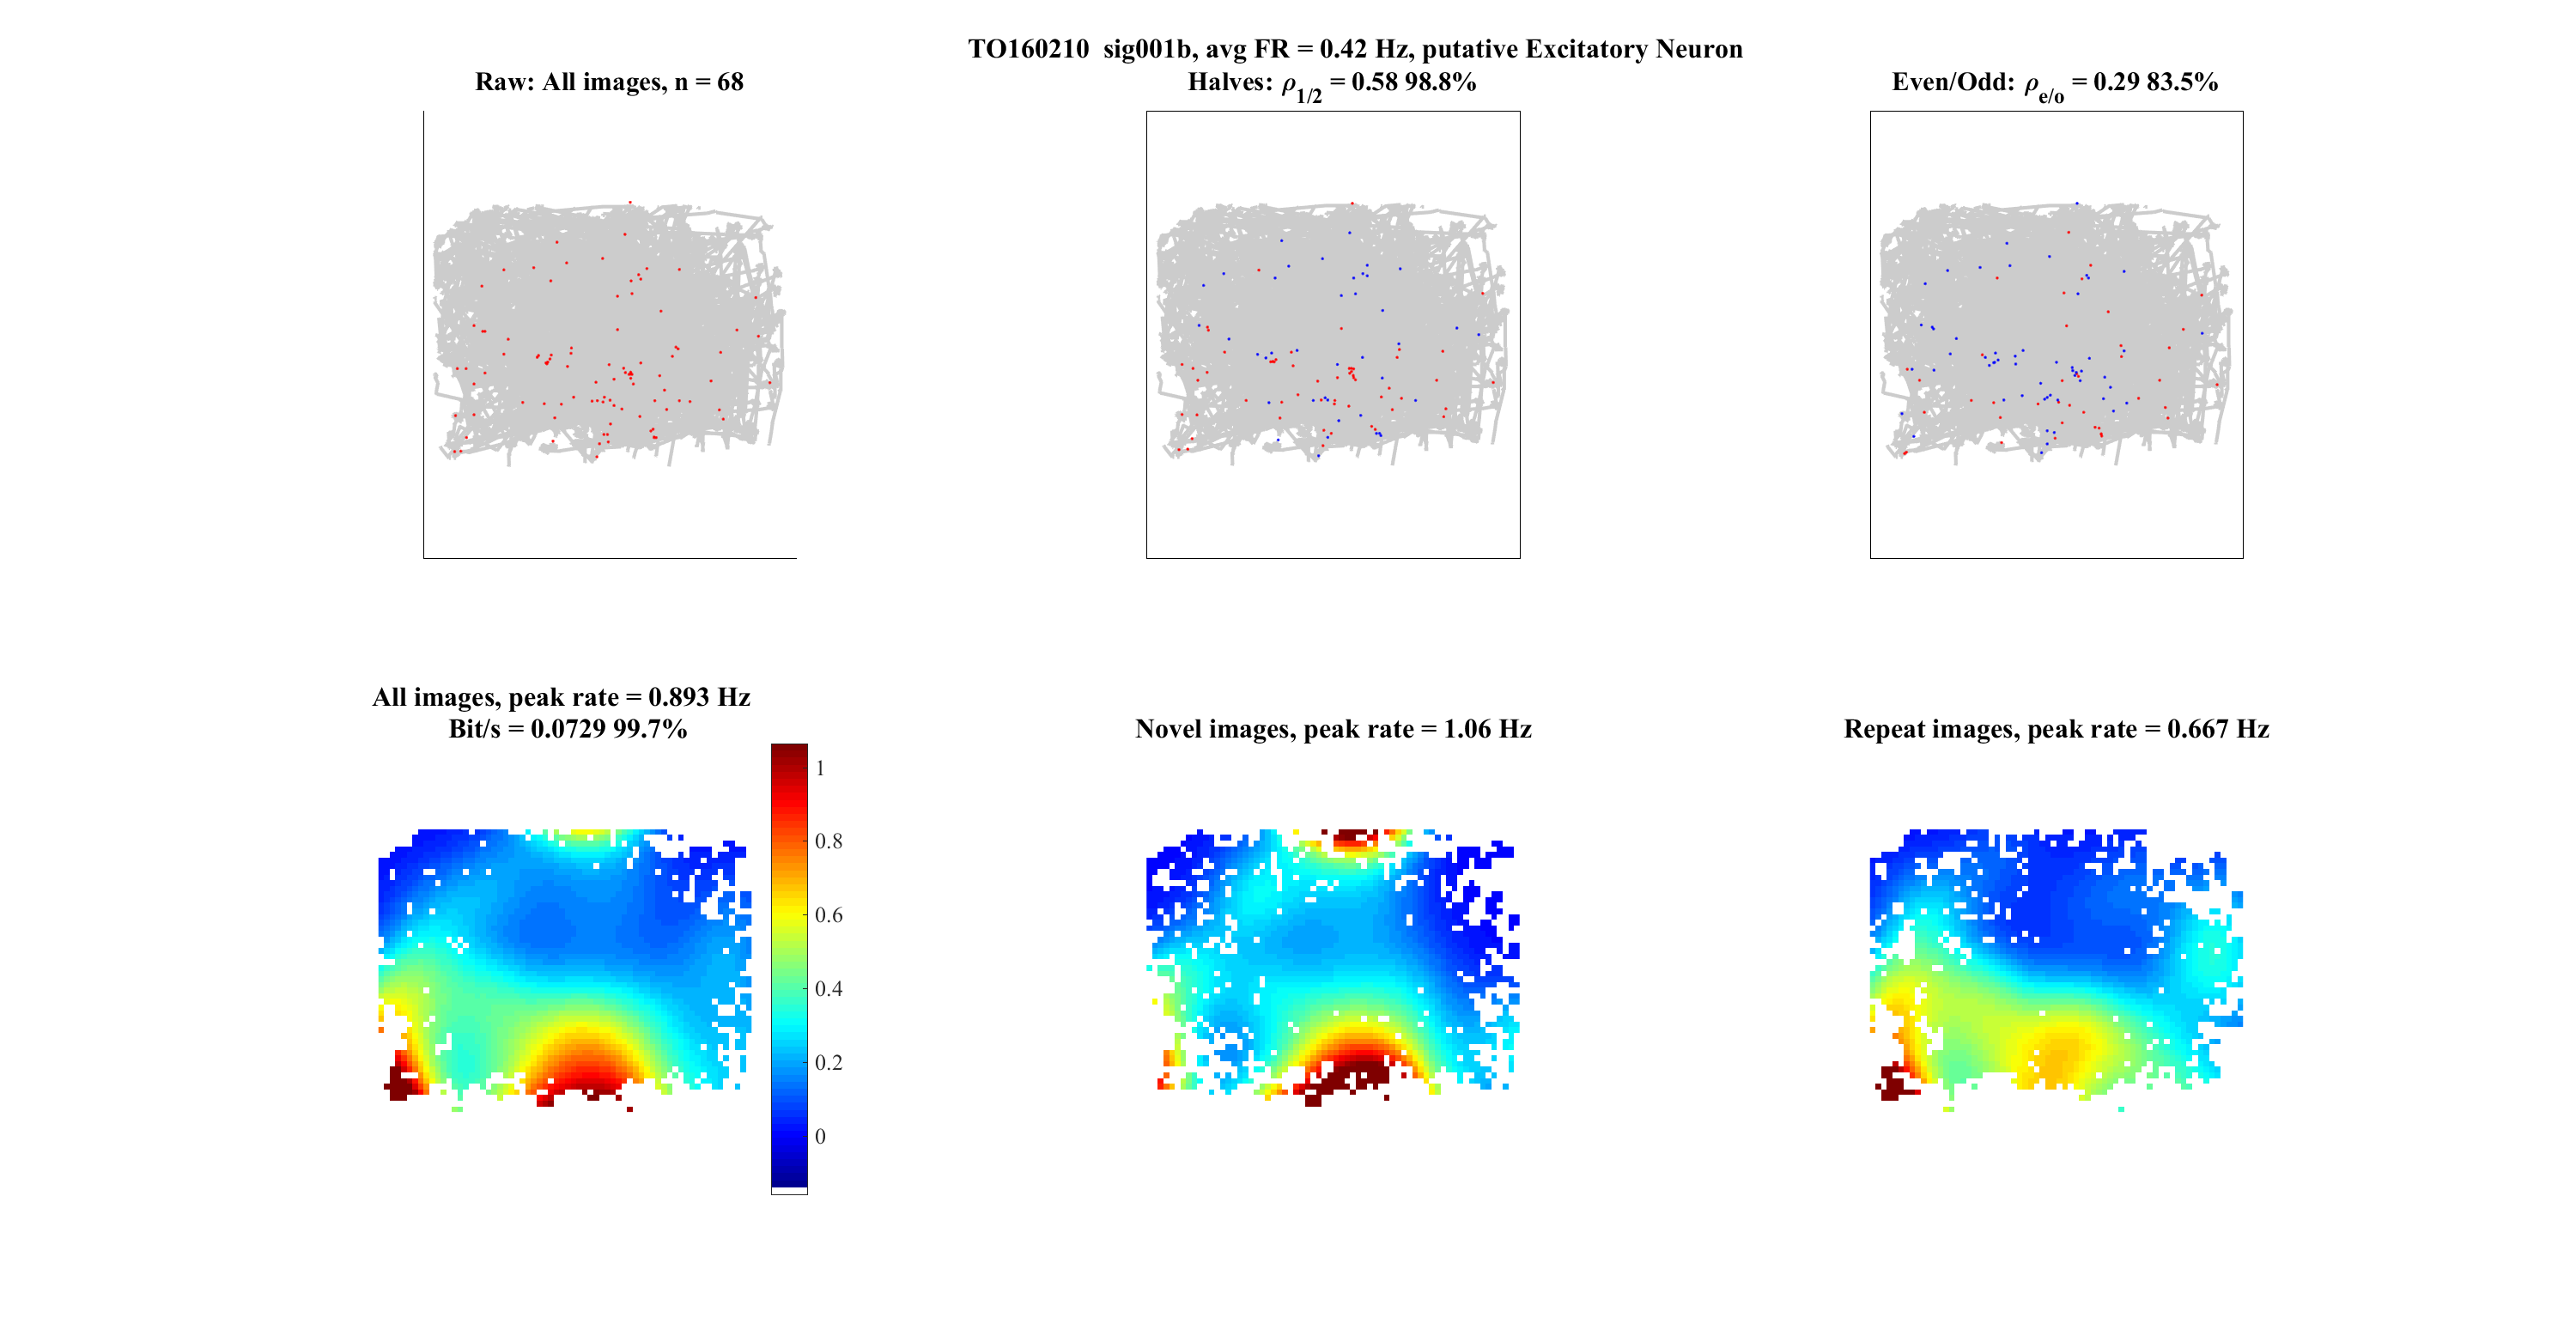 TO160210  sig001b, avg FR = 0.42 Hz, putative Excitatory Neuron
Raw: All images, n = 68
Halves: ρ1/2 = 0.58 98.8%
Even/Odd: ρe/o = 0.29 83.5%
All images, peak rate = 0.893 Hz
Bit/s = 0.0729 99.7%
Novel images, peak rate = 1.06 Hz
Repeat images, peak rate = 0.667 Hz
1
0.8
0.6
0.4
0.2
0